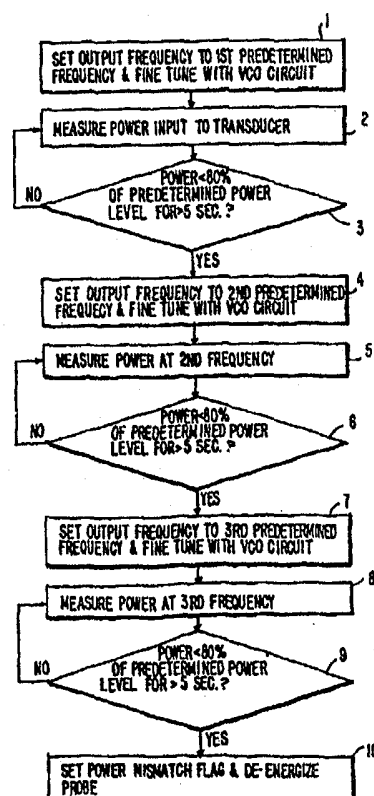 1
SET OUTPUT FREQUENCY TO 1ST PREDETERMINED
FREQUENCY & FINE TUNE WITH VCO CIRCUIT
2
MEASURE POWER INPUT TO TRANSDUCER
POWER<80%
OF PREDETERMINED POWER
LEVEL FOR>5 SEC.?
NO
3
YES
4
SET OUTPUT FREQUENCY TO 2ND PREDETERMINED
FREQUECY & FINE TUNE WITH VCO CIRCUIT
5
MEASURE POWER AT 2ND FREQUENCY
POWER<80%
OF PREDETERMINED POWER
LEVEL FOR>5 SEC.?
NO
6
YES
7
SET OUTPUT FREQUENCY TO 3RD PREDETERMINED
FREQUENCY & FINE TUNE WITH VCO CIRCUIT
8
MEASURE POWER AT 3RD FREQUENCY
POWER<80%
OF PREDETERMINED POWER
LEVEL FOR>5 SEC.?
NO
9
YES
10
SET POWER MISMATCH FLAG & DE-ENERGIZE
PROBE